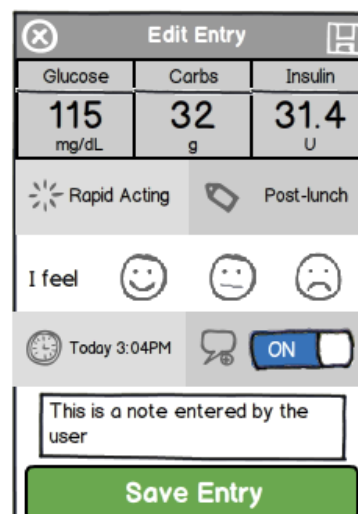 Edit Entry
Glucose Carbs Insulin
115 32 31.4
mg/dL g U
Rapid Acting Post-lunch
I feel
Today 3:04PM ON
This is a note entered by the
user
Save Entry